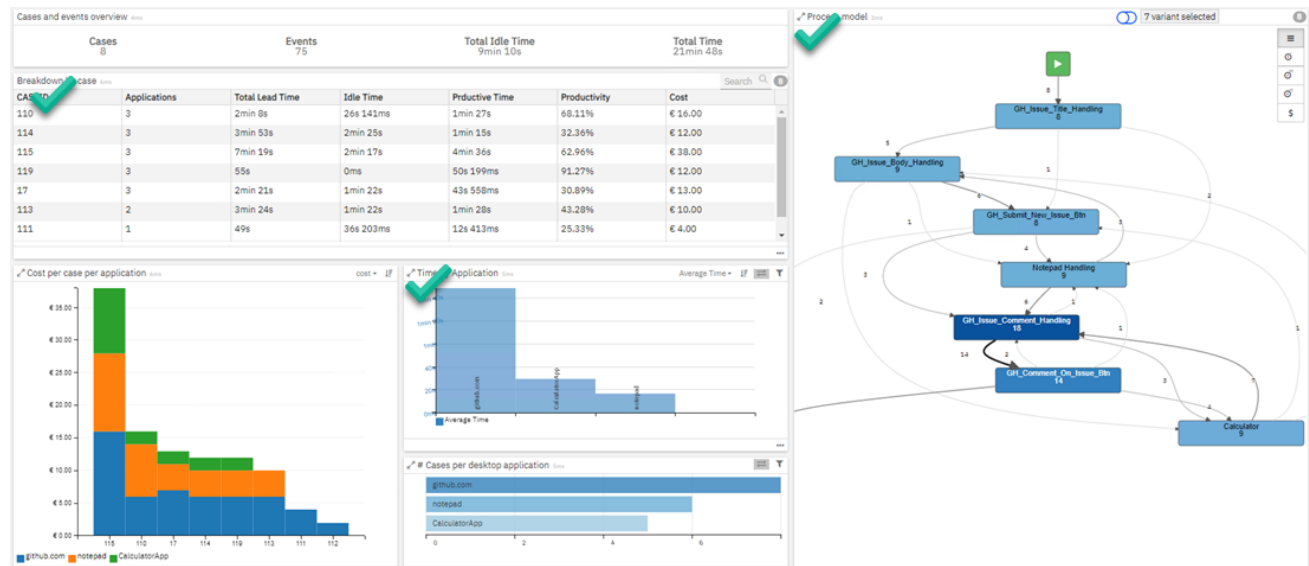 Cases and events overview 6ms
Cases
8
Events
75
Total Idle Time
9min 10s
Total Time
21min 48s
Breakdown case 6ms
Search
8
Applications Total Lead Time Idle Time Prductive Time Productivity Cost
110 3 2min 8s 26s 141ms 1min 27s 68.11% € 16.00
114 3 3min 53s 2min 25s 1min 15s 32.36% € 12.00
115 3 7min 19s 2min 17s 4min 36s 62.96% € 38.00
119 3 55s 0ms 50s 199ms 91.27% € 12.00
17 3 2min 21s 1min 22s 43s 558ms 30.89% € 13.00
113 2 3min 24s 1min 22s 1min 28s 43.28% € 10.00
111 1 49s 36s 203ms 12s 413ms 25.33% € 4.00
Cost per case per application 6ms
cost
€ 35.00
€ 30.00
€ 25.00
€ 20.00
€ 15.00
€ 10.00
€ 5.00
€ 0.00
115 110 17 114 119 113 111 112
github.com notepad CalculatorApp
Application 5ms
Average Time
github.com
CalculatorApp
notepad
Average Time
# Cases per desktop application 5ms
github.com
notepad
CalculatorApp
0 2 4 6
model 2ms
7 variant selected
8
$
8
GH_Issue_Title_Handling
8
5
1
2
GH_Issue_Body_Handling
9
4
1
GH_Submit_New_Issue_Btn
8
3
4
Notepad Handling
9
3
2
6
1
GH_Issue_Comment_Handling
18
1
1
14
2
GH_Comment_On_Issue_Btn
14
3
7
4
Calculator
9